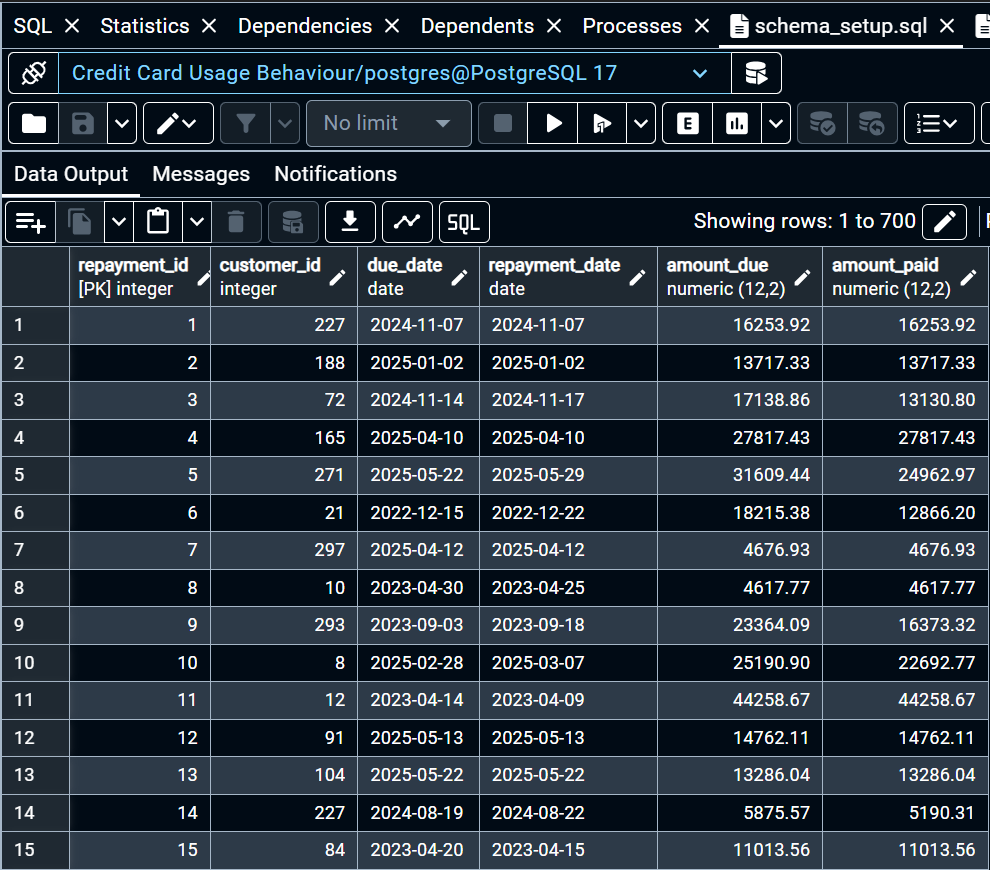 SQL Statistics Dependencies Dependents Processes schema_setup.sql
Credit Card Usage Behaviour/postgres@PostgreSQL 17
No limit E
Data Output Messages Notifications
SQL Showing rows: 1 to 700
repayment_id customer_id due_date repayment_date amount_due amount_paid
[PK] integer integer date date numeric (12,2) numeric (12,2)
1 1 227 2024-11-07 2024-11-07 16253.92 16253.92
2 2 188 2025-01-02 2025-01-02 13717.33 13717.33
3 3 72 2024-11-14 2024-11-17 17138.86 13130.80
4 4 165 2025-04-10 2025-04-10 27817.43 27817.43
5 5 271 2025-05-22 2025-05-29 31609.44 24962.97
6 6 21 2022-12-15 2022-12-22 18215.38 12866.20
7 7 297 2025-04-12 2025-04-12 4676.93 4676.93
8 8 10 2023-04-30 2023-04-25 4617.77 4617.77
9 9 293 2023-09-03 2023-09-18 23364.09 16373.32
10 10 8 2025-02-28 2025-03-07 25190.90 22692.77
11 11 12 2023-04-14 2023-04-09 44258.67 44258.67
12 12 91 2025-05-13 2025-05-13 14762.11 14762.11
13 13 104 2025-05-22 2025-05-22 13286.04 13286.04
14 14 227 2024-08-19 2024-08-22 5875.57 5190.31
15 15 84 2023-04-20 2023-04-15 11013.56 11013.56